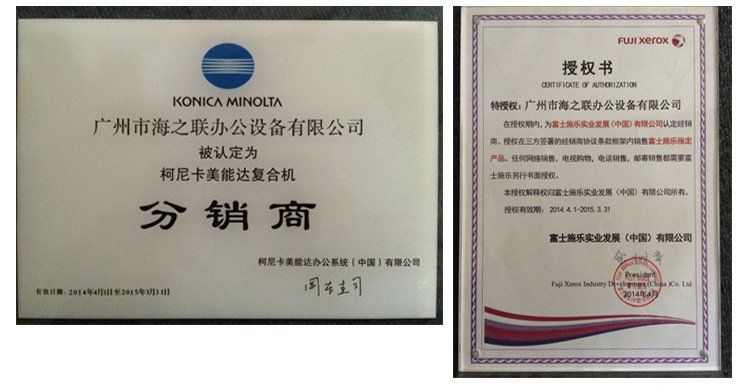 KONICA MINOLTA
广州市海之联办公设备有限公司
被认定为
柯尼卡美能达复合机
分销商
柯尼卡美能达办公系统（中国）有限公司
有效日期：2014年4月1日至2015年3月31日
FUJI XEROX
授权书
CERTIFICATE OF AUTHORIZATION
特授权：广州市海之联办公设备有限公司
在授权期内，为富士施乐实业发展（中国）有限公司认定经销
商。授权在三方签署的经销商协议条款框架内销售富士施乐指定
产品。任何网络销售，电视购物，电话销售，邮寄销售都需要富
士施乐另行书面授权。
本授权解释权归富士施乐实业发展（中国）有限公司所有。
授权有效期： 2014.4.1-2015.3.31
富士施乐实业发展（中国）有限公司
President
Fuji Xerox Industry Development (China )Co. Ltd
2014年4月